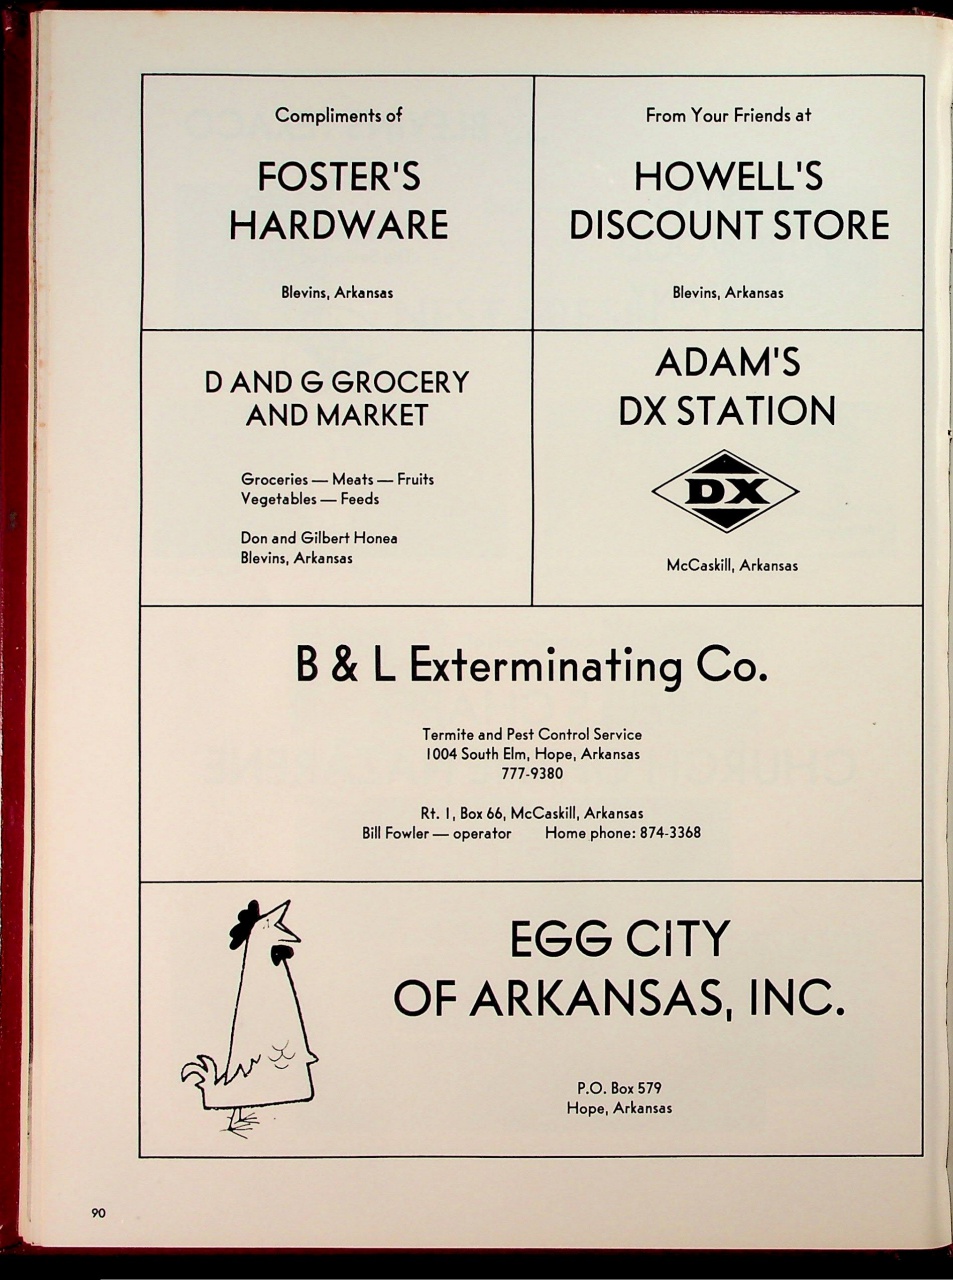 Compliments of
FOSTER'S
HARDWARE
Blevins, Arkansas
From Your Friends at
HOWELL'S
DISCOUNT STORE
Blevins, Arkansas
D AND G GROCERY
AND MARKET
Groceries — Meats — Fruits
Vegetables — Feeds
Don and Gilbert Honea
Blevins, Arkansas
ADAM'S
DX STATION
DX
McCaskill, Arkansas
B & L Exterminating Co.
Termite and Pest Control Service
1004 South Elm, Hope, Arkansas
777-9380
Rt. 1, Box 66, McCaskill, Arkansas
Bill Fowler — operator Home phone: 874-3368
EGG CITY
OF ARKANSAS, INC.
P.O. Box 579
Hope, Arkansas
90